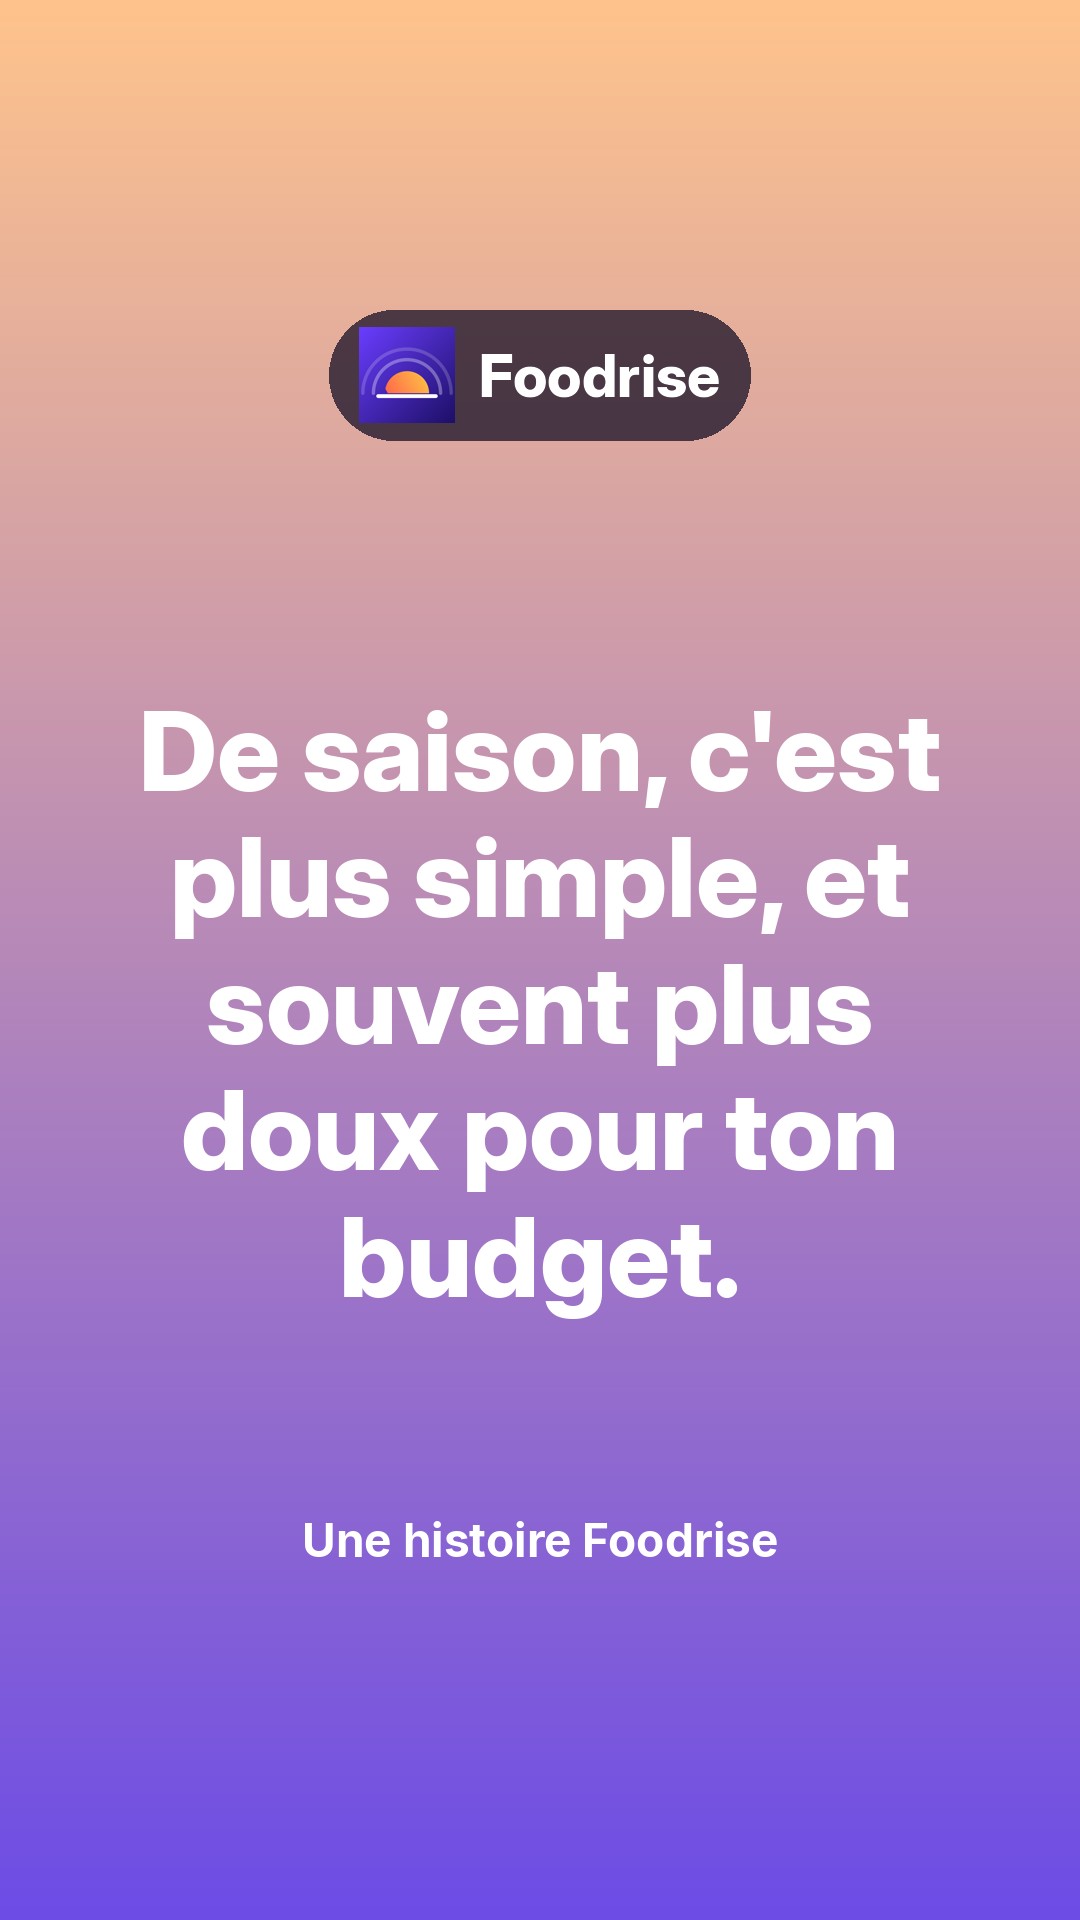 Foodrise
De saison, c'est
plus simple, et
souvent plus
doux pour ton
budget.
Une histoire Foodrise